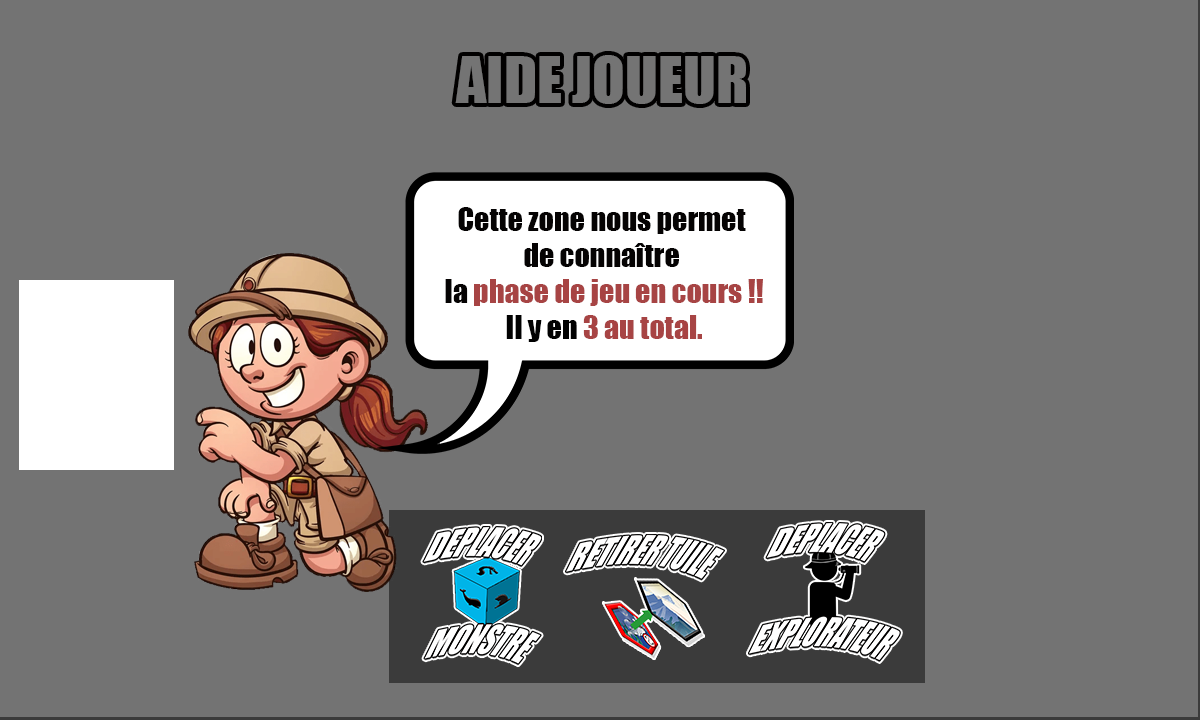 AIDE JOUEUR
Cette zone nous permet
de connaître
la phase de jeu en cours !!
Il y en 3 au total.
DEPLACER
MONSTRE
RETIRER TUILE
DEPLACER
EXPLORATEUR